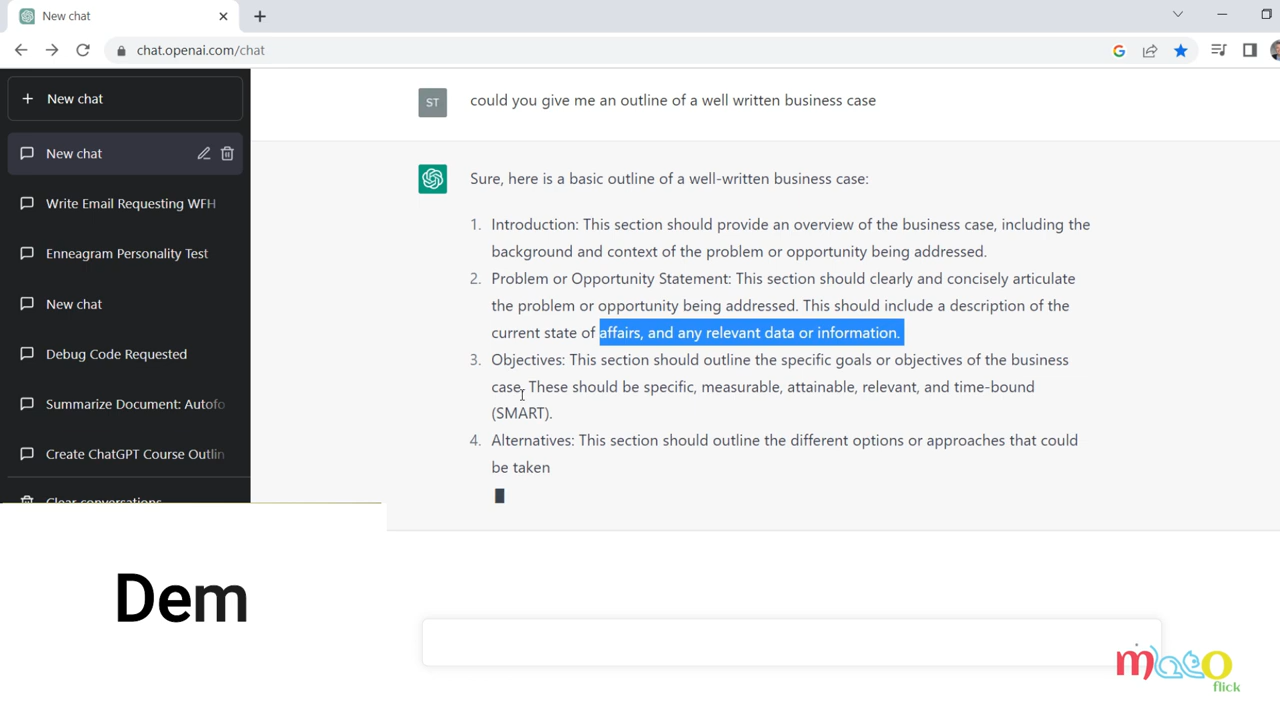 New chat
chat.openai.com/chat
New chat
New chat
Write Email Requesting WFH
Enneagram Personality Test
New chat
Debug Code Requested
Summarize Document: Autofo
Create ChatGPT Course Outlin
Clear conversations
ST
could you give me an outline of a well written business case
Sure, here is a basic outline of a well-written business case:
1. Introduction: This section should provide an overview of the business case, including the
background and context of the problem or opportunity being addressed.
2. Problem or Opportunity Statement: This section should clearly and concisely articulate
the problem or opportunity being addressed. This should include a description of the
current state of affairs, and any relevant data or information.
3. Objectives: This section should outline the specific goals or objectives of the business
case. These should be specific, measurable, attainable, relevant, and time-bound
(SMART).
4. Alternatives: This section should outline the different options or approaches that could
be taken
Dem
flick